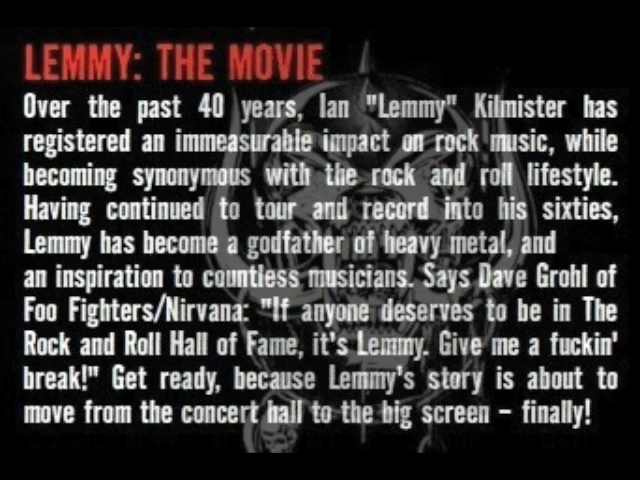 LEMMY: THE MOVIE
Over the past 40 years, Ian "Lemmy" Kilmister has
registered an immeasurable impact on rock music, while
becoming synonymous with the rock and roll lifestyle.
Having continued to tour and record into his sixties,
Lemmy has become a godfather of heavy metal, and
an inspiration to countless musicians. Says Dave Grohl of
Foo Fighters/Nirvana: "If anyone deserves to be in The
Rock and Roll Hall of Fame, it's Lemmy. Give me a fuckin'
break!" Get ready, because Lemmy's story is about to
move from the concert hall to the big screen – finally!